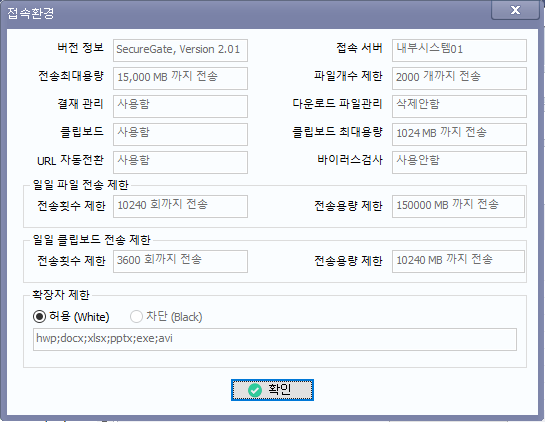 접속환경
버전 정보 SecureGate, Version 2.01 접속 서버 내부시스템01
전송최대용량 15,000 MB 까지 전송 파일개수 제한 2000 개까지 전송
결재 관리 사용함 다운로드 파일관리 삭제안함
클립보드 사용함 클립보드 최대용량 1024 MB 까지 전송
URL 자동전환 사용함 바이러스검사 사용안함
일일 파일 전송 제한
전송횟수 제한 10240 회까지 전송 전송용량 제한 150000 MB 까지 전송
일일 클립보드 전송 제한
전송횟수 제한 3600 회까지 전송 전송용량 제한 10240 MB 까지 전송
확장자 제한
허용 (White) 차단 (Black)
hwp;docx;xlsx;pptx;exe;avi
확인